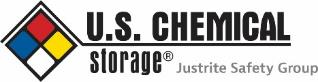 U.S. CHEMICAL
storage® Justrite Safety Group